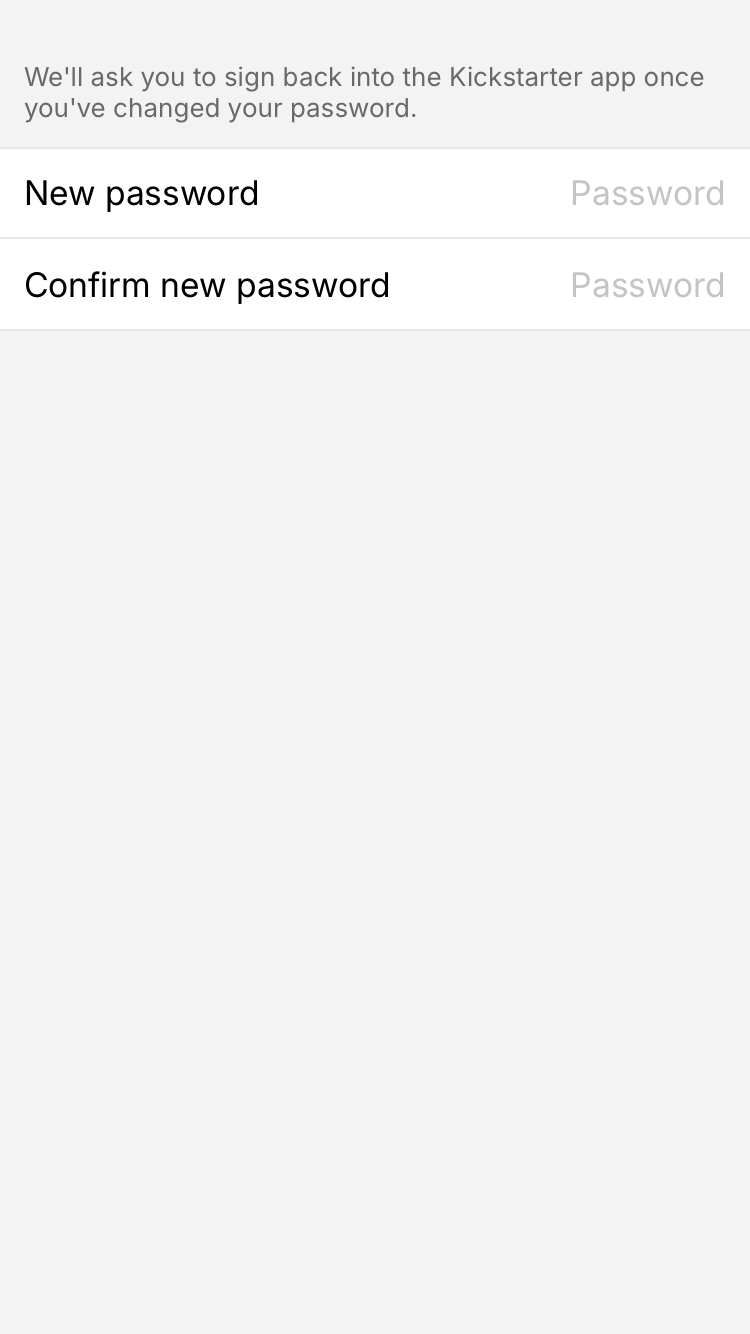 We'll ask you to sign back into the Kickstarter app once
you've changed your password.
New password Password
Confirm new password Password